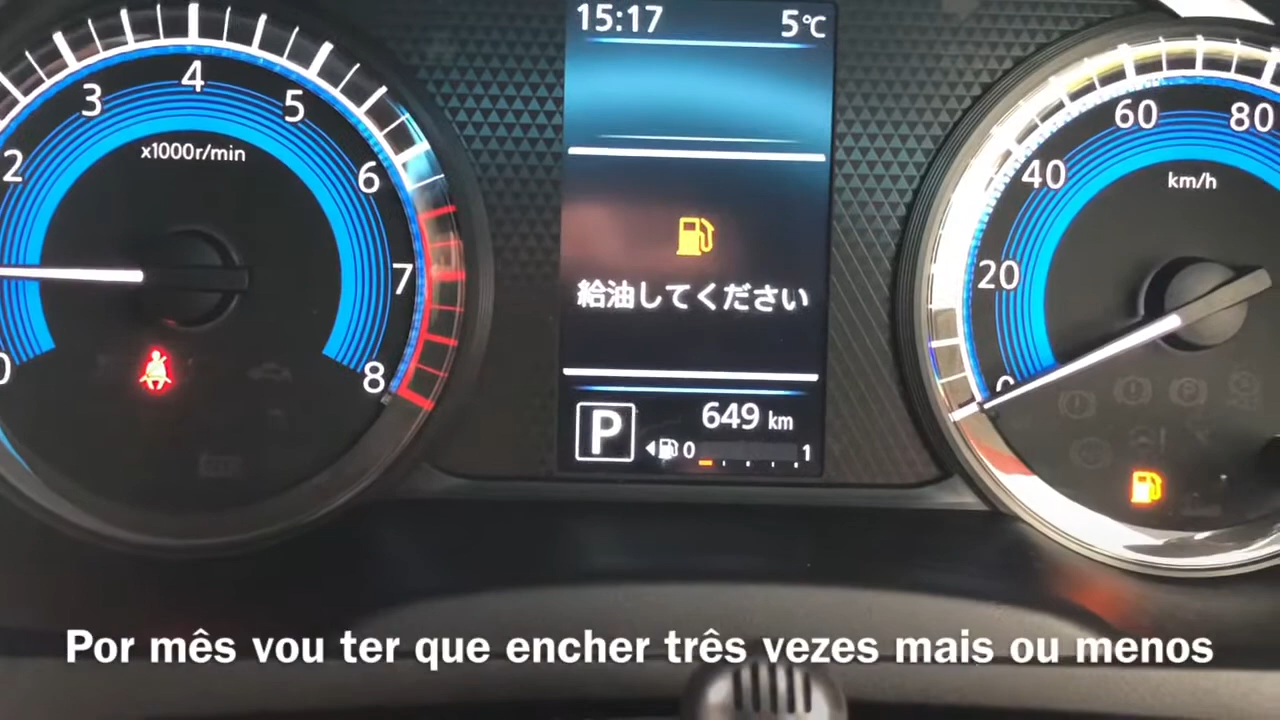 15:17 5℃
0 2 3 4 5 6 7 8
x1000r/min
給油してください
P 649 km
0 1
0 20 40 60 80
km/h
Por mês vou ter que encher três vezes mais ou menos